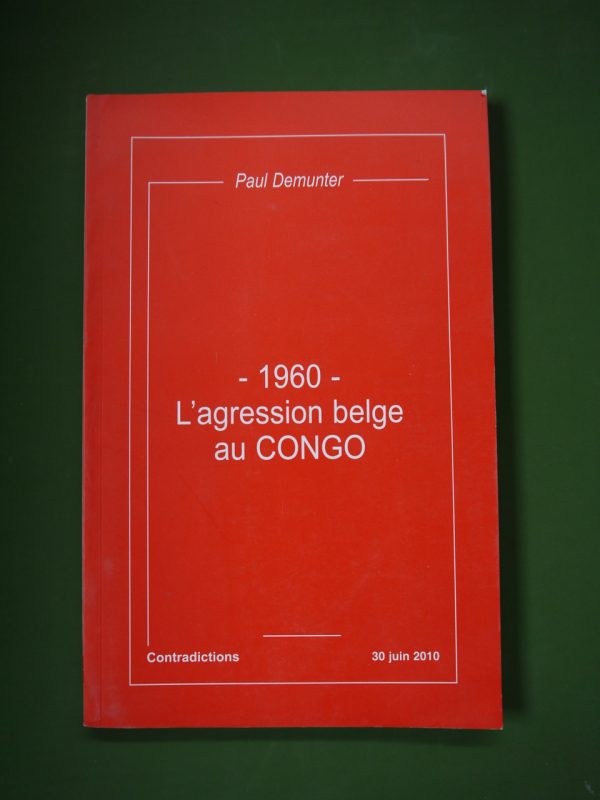 Paul Demunter
- 1960 -
L'agression belge
au CONGO
Contradictions
30 juin 2010